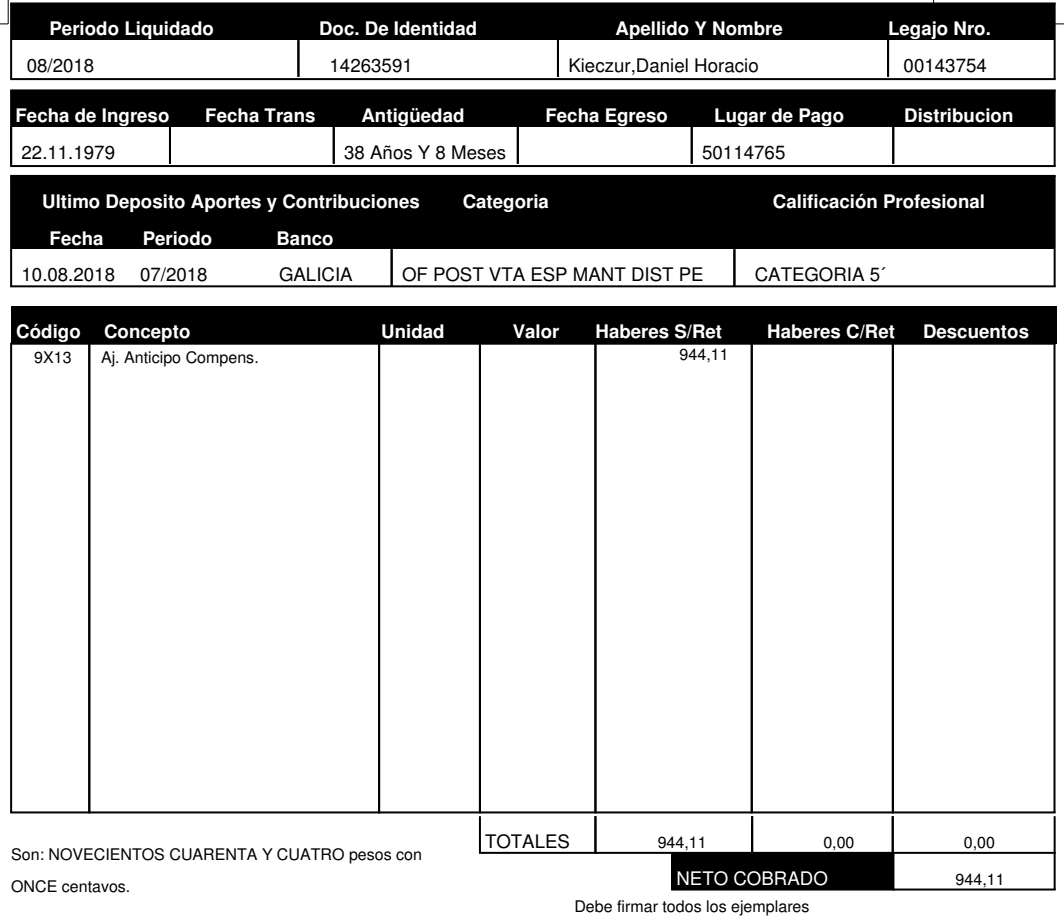 Periodo Liquidado Doc. De Identidad Apellido Y Nombre Legajo Nro.
08/2018 14263591 Kieczur,Daniel Horacio 00143754
Fecha de Ingreso Fecha Trans Antigüedad Fecha Egreso Lugar de Pago Distribucion
22.11.1979 38 Años Y 8 Meses 50114765
Ultimo Deposito Aportes y Contribuciones Categoria Calificación Profesional
Fecha Periodo Banco
10.08.2018 07/2018 GALICIA OF POST VTA ESP MANT DIST PE CATEGORIA 5´
Código Concepto Unidad Valor Haberes S/Ret Haberes C/Ret Descuentos
9X13 Aj. Anticipo Compens. 944,11
TOTALES 944,11 0,00 0,00
Son: NOVECIENTOS CUARENTA Y CUATRO pesos con
ONCE centavos.
NETO COBRADO 944,11
Debe firmar todos los ejemplares